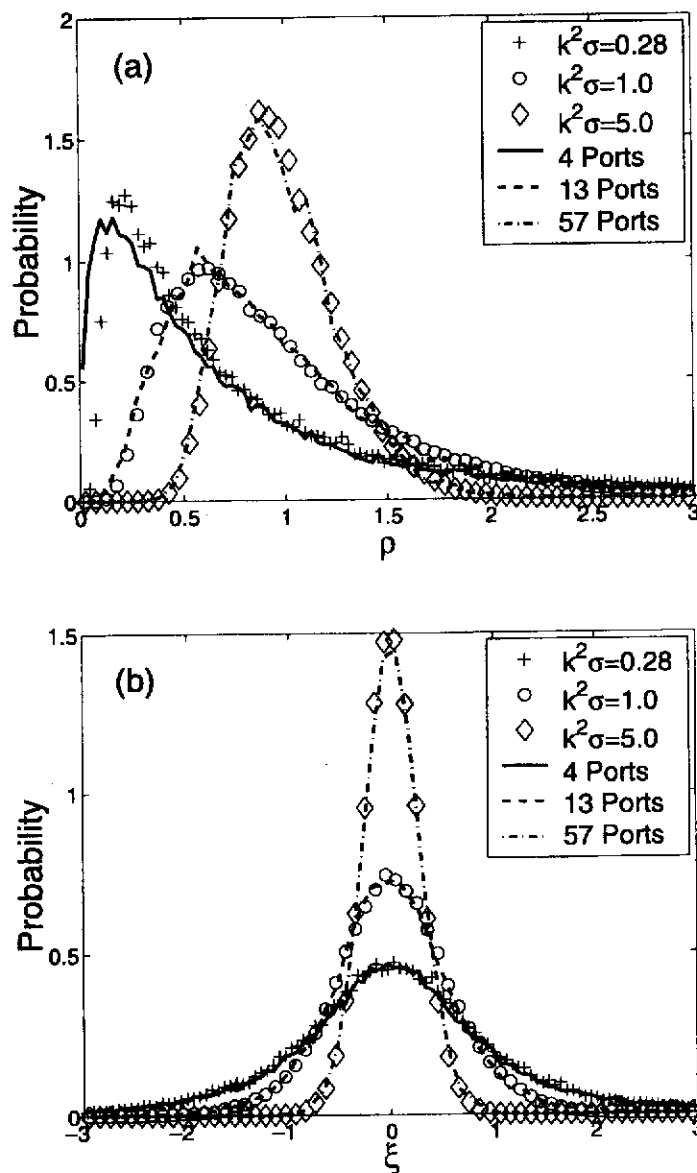 2
(a)
+ k²σ=0.28
o k²σ=1.0
◇ k²σ=5.0
4 Ports
13 Ports
57 Ports
1.5
Probability
1
0.5
0
0 0.5 1 1.5 2 2.5 3
ρ
1.5
(b)
+ k²σ=0.28
o k²σ=1.0
◇ k²σ=5.0
4 Ports
13 Ports
57 Ports
Probability
1
0.5
0
−3 −2 −1 0 1 2 3
ξ